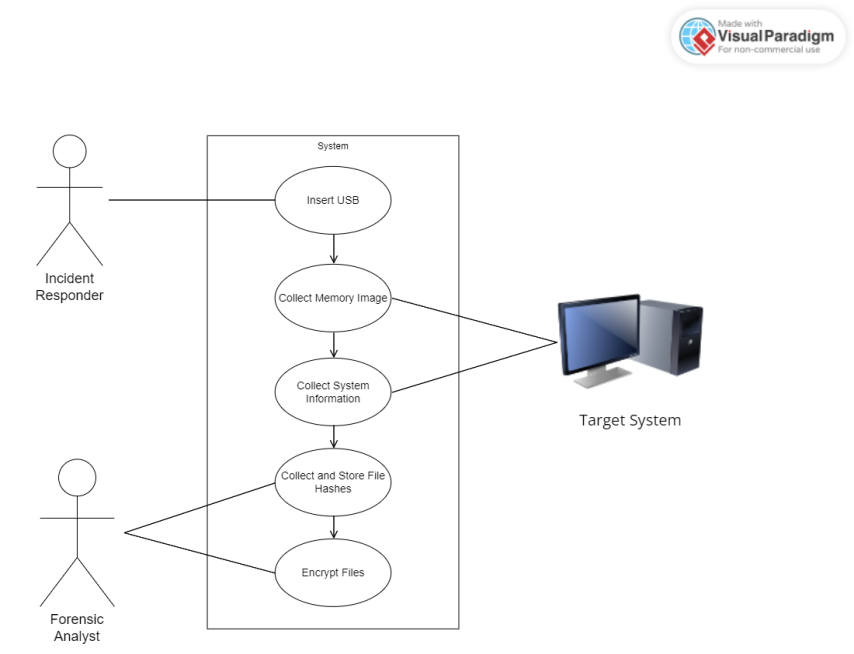 Made with
Visual Paradigm
For non-commercial use
System
Insert USB
Incident
Responder
Collect Memory Image
Collect System
Information
Target System
Collect and Store File
Hashes
Encrypt Files
Forensic
Analyst